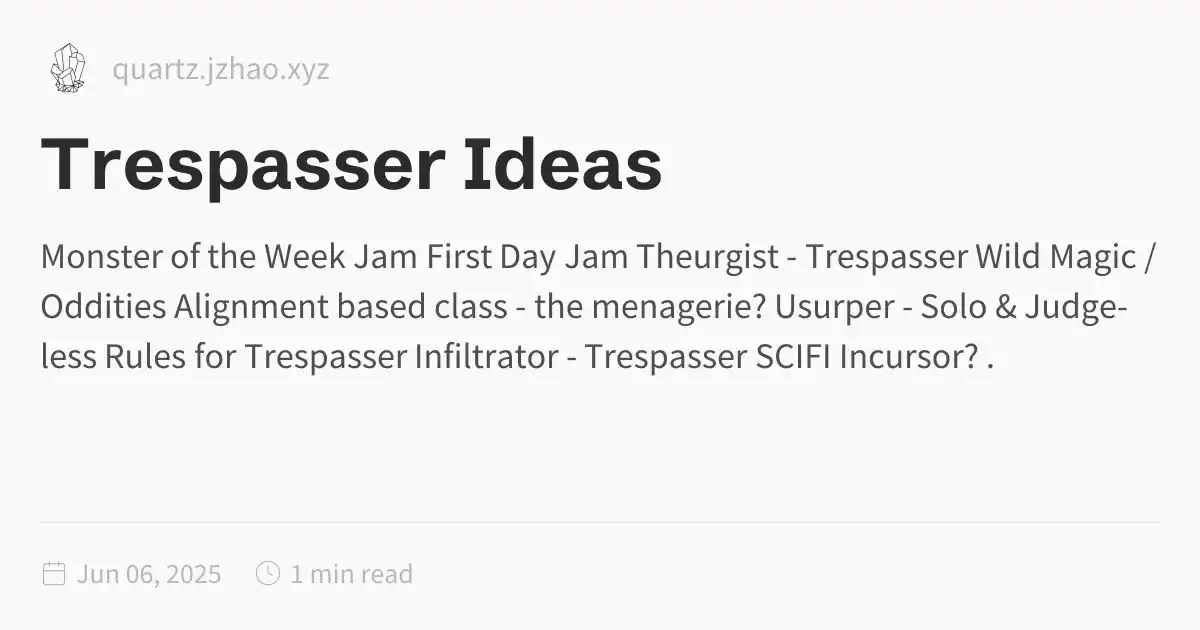 quartz.jzhao.xyz
Trespasser Ideas
Monster of the Week Jam First Day Jam Theurgist - Trespasser Wild Magic /
Oddities Alignment based class - the menagerie? Usurper - Solo & Judge-
less Rules for Trespasser Infiltrator - Trespasser SCIFI Incursor? .
Jun 06, 2025 1 min read